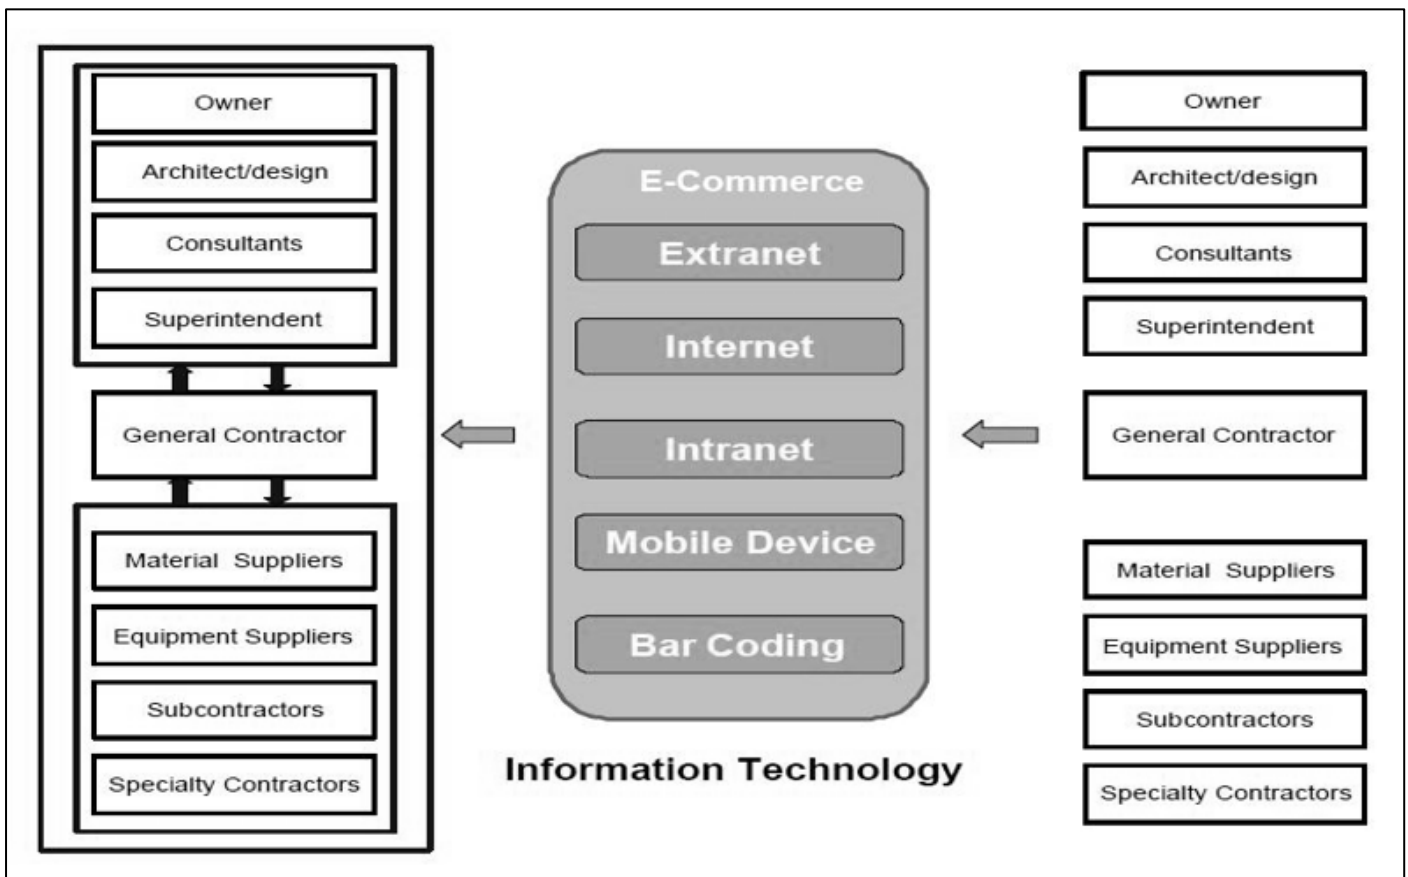 Owner
Architect/design
Consultants
Superintendent
General Contractor
Material Suppliers
Equipment Suppliers
Subcontractors
Specialty Contractors
E-Commerce
Extranet
Internet
Intranet
Mobile Device
Bar Coding
Information Technology
Owner
Architect/design
Consultants
Superintendent
General Contractor
Material Suppliers
Equipment Suppliers
Subcontractors
Specialty Contractors